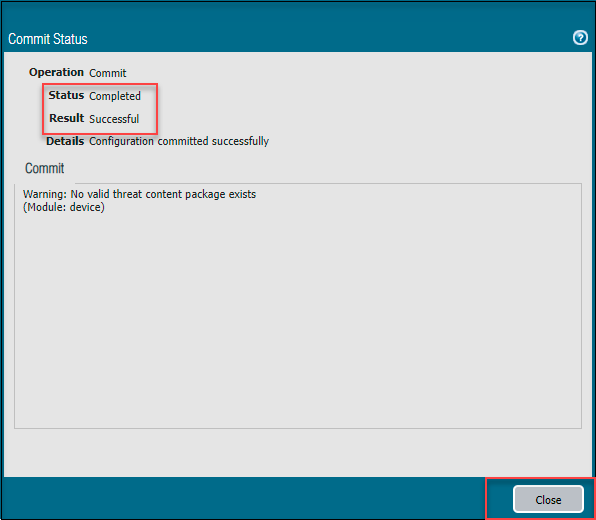 Commit Status
?
Operation Commit
Status Completed
Result Successful
Details Configuration committed successfully
Commit
Warning: No valid threat content package exists
(Module: device)
Close